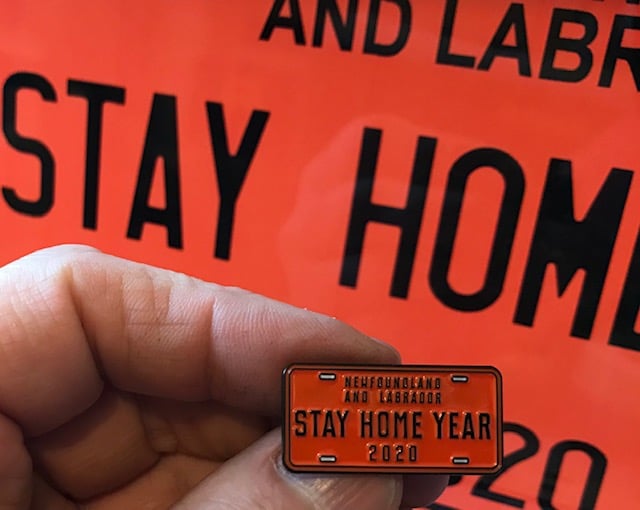 AND LABR
STAY HOM
20
NEWFOUNDLAND
AND LABRADOR
STAY HOME YEAR
2020